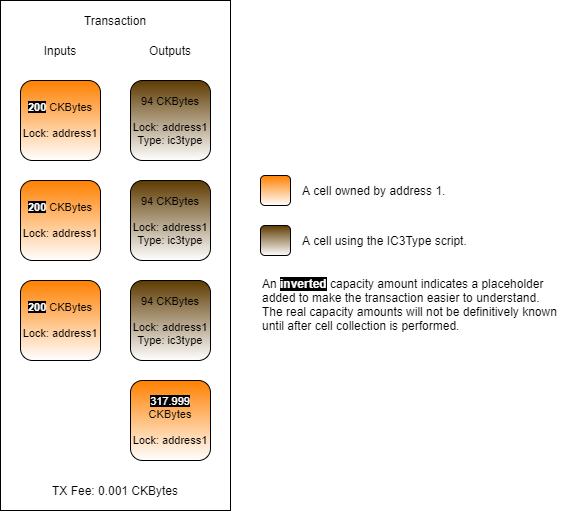 Transaction
Inputs
Outputs
200 CKBytes
Lock: address1
94 CKBytes
Lock: address1
Type: ic3type
200 CKBytes
Lock: address1
94 CKBytes
Lock: address1
Type: ic3type
200 CKBytes
Lock: address1
94 CKBytes
Lock: address1
Type: ic3type
317.999
CKBytes
Lock: address1
TX Fee: 0.001 CKBytes
A cell owned by address 1.
A cell using the IC3Type script.
An inverted capacity amount indicates a placeholder
added to make the transaction easier to understand.
The real capacity amounts will not be definitively known
until after cell collection is performed.